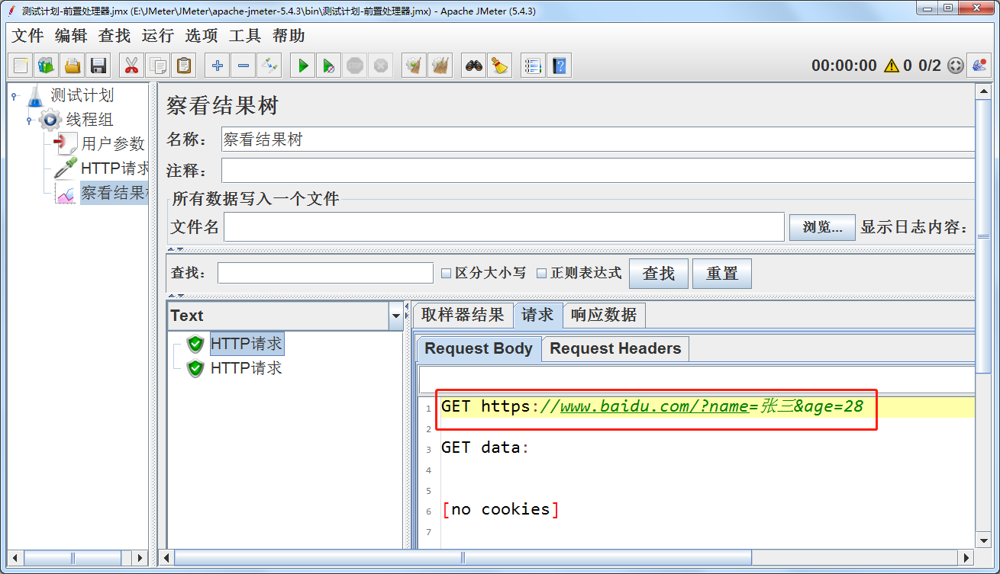 测试计划-前置处理器.jmx (E:\JMeter\JMeter\apache-jmeter-5.4.3\bin\测试计划-前置处理器.jmx) - Apache JMeter (5.4.3)
文件 编辑 查找 运行 选项 工具 帮助
STOP
00:00:00 0 0/2
测试计划
线程组
用户参数
HTTP请求
察看结果
察看结果树
名称： 察看结果树
注释：
所有数据写入一个文件
文件名 浏览... 显示日志内容：
查找： 区分大小写 正则表达式 查找 重置
Text
HTTP请求
HTTP请求
取样器结果 请求 响应数据
Request Body Request Headers
1 GET https://www.baidu.com/?name=张三&age=28
2
3 GET data:
4
5
6 [no cookies]
7